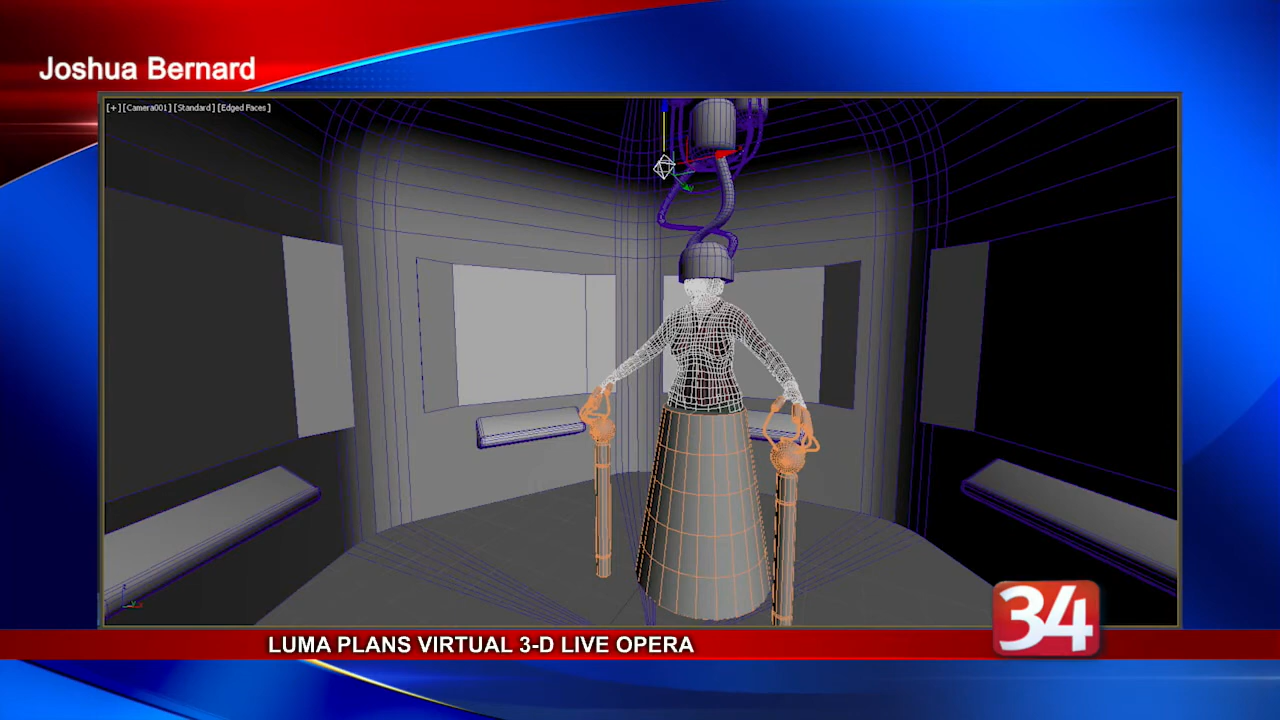 Joshua Bernard
[+][Camera001][Standard][Edged Faces]
34
LUMA PLANS VIRTUAL 3-D LIVE OPERA